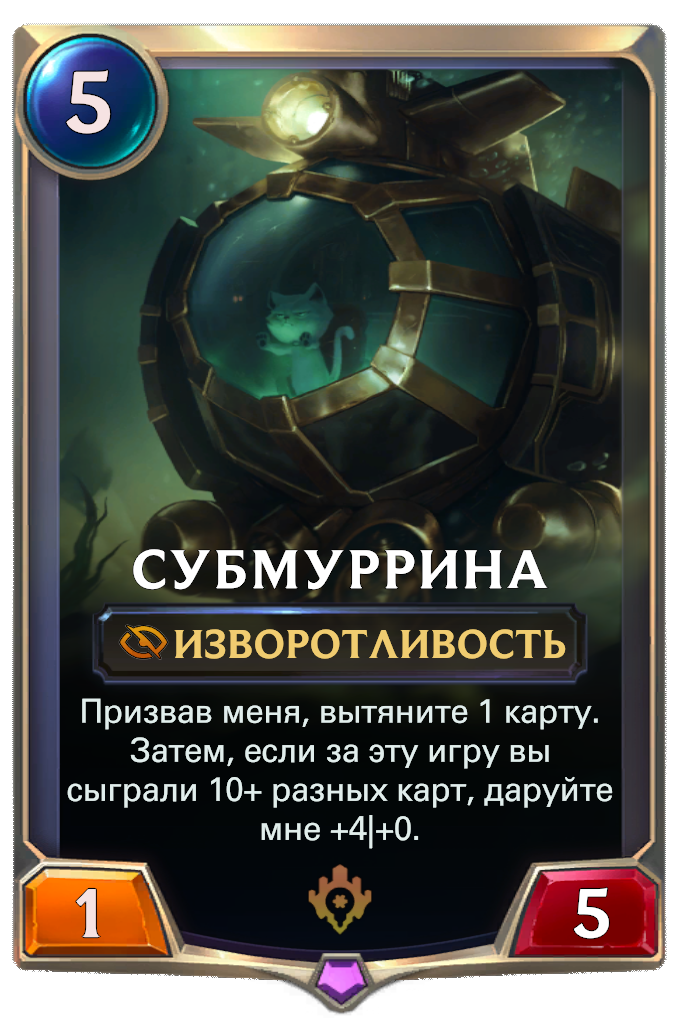 5
СУБМУРРИНА
ИЗВОРОТЛИВОСТЬ
Призвав меня, вытяните 1 карту.
Затем, если за эту игру вы
сыграли 10+ разных карт, даруйте
мне +4|+0.
1
5